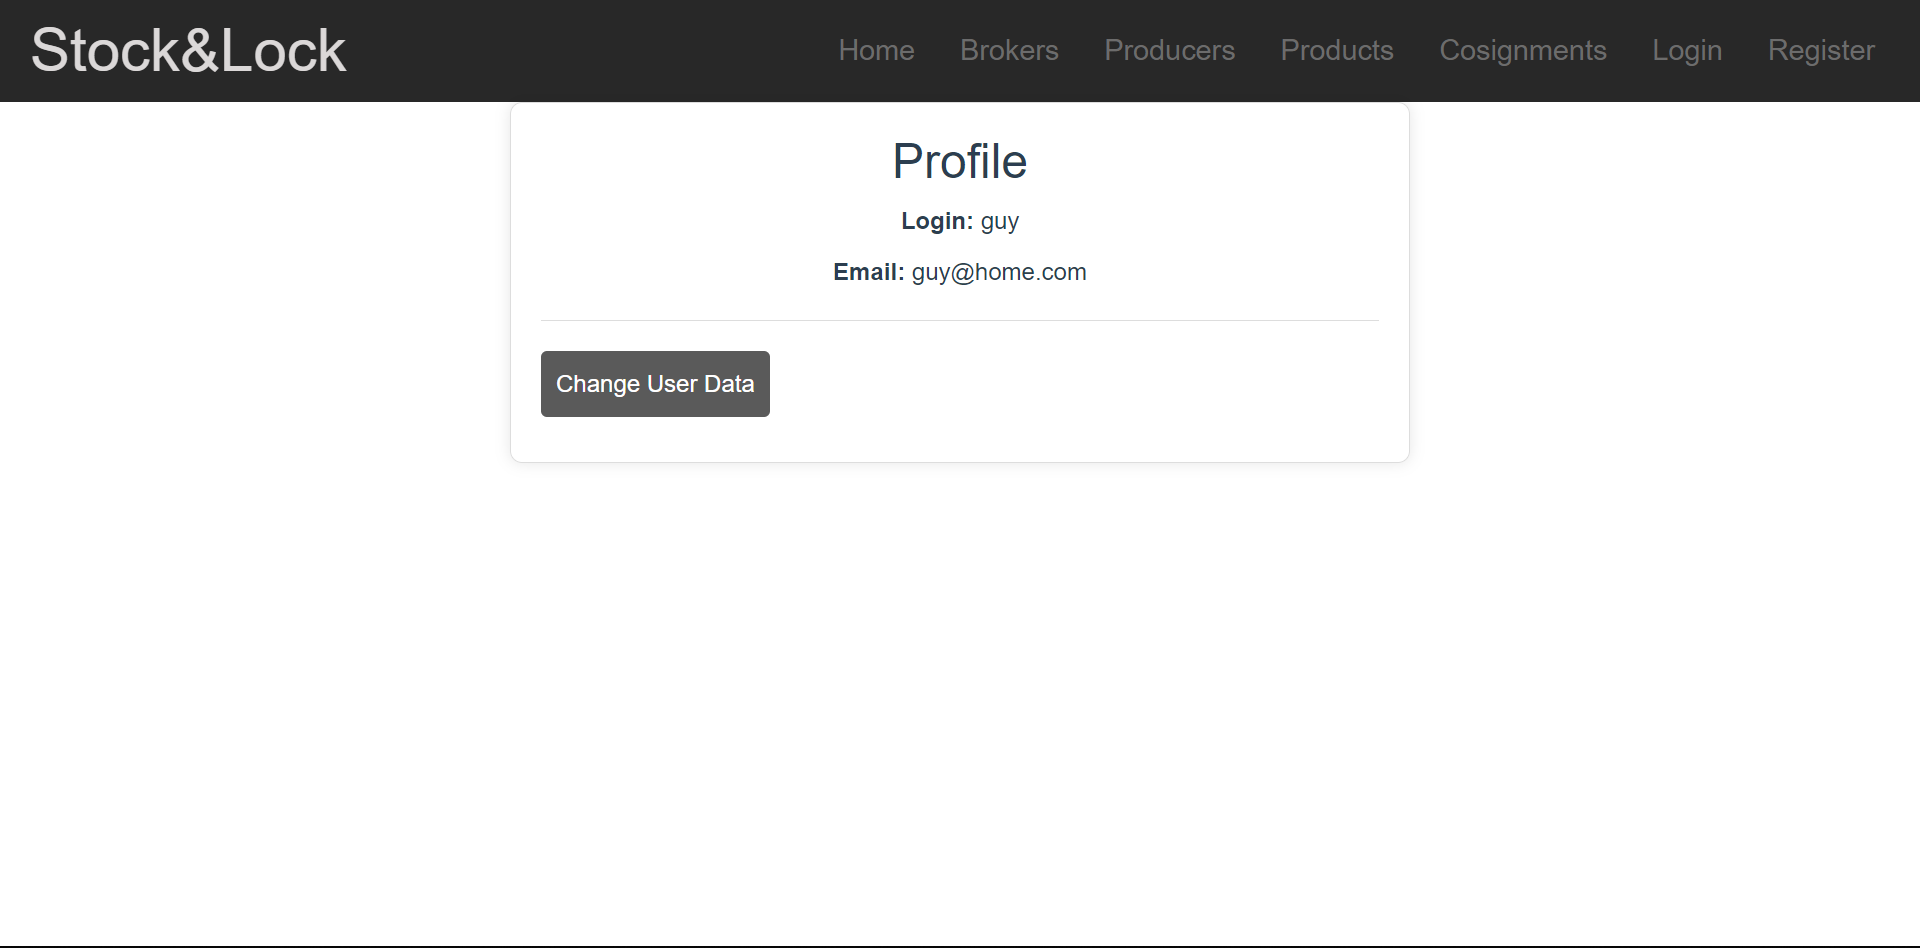 Stock&Lock Home Brokers Producers Products Cosignments Login Register
Profile
Login: guy
Email: guy@home.com
Change User Data